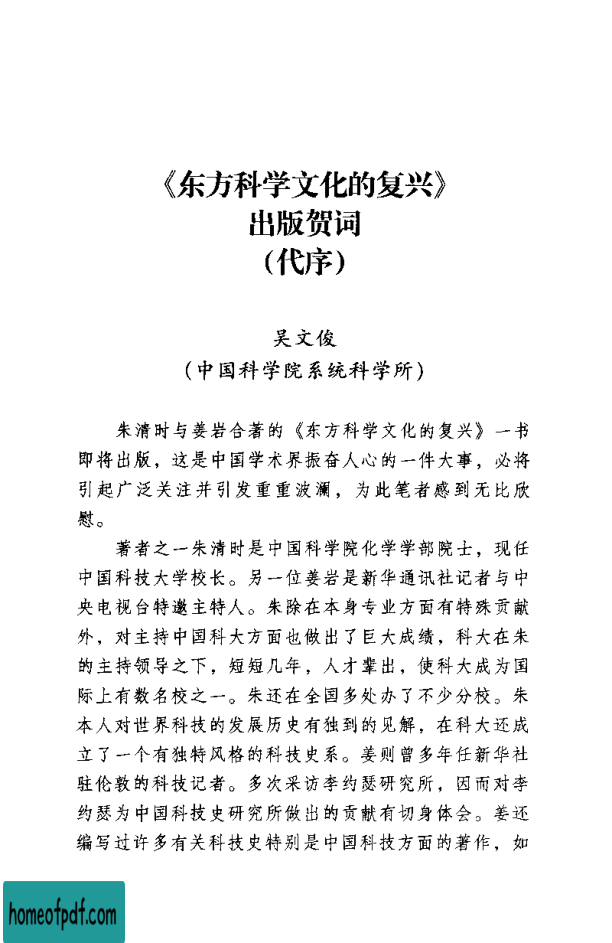 《东方科学文化的复兴》
出版贺词
(代序)
吴文俊
(中国科学院系统科学所)
朱清时与姜岩合著的《东方科学文化的复兴》一书
即将出版，这是中国学术界振奋人心的一件大事，必将
引起广泛关注并引发重重波澜，为此笔者感到无比欣
慰。
著者之一朱清时是中国科学院化学学部院士，现任
中国科技大学校长。另一位姜岩是新华通讯社记者与中
央电视台特邀主特人。朱除在本身专业方面有特殊贡献
外，对主持中国科大方面也做出了巨大成绩，科大在朱
的主持领导之下，短短几年，人才辈出，使科大成为国
际上有数名校之一。朱还在全国多处办了不少分校。朱
本人对世界科技的发展历史有独到的见解，在科大还成
立了一个有独特风格的科技史系。姜则曾多年任新华社
驻伦敦的科技记者。多次采访李约瑟研究所，因而对李
约瑟为中国科技史研究所做出的贡献有切身体会。姜还
编写过许多有关科技史特别是中国科技方面的著作，如
homeofpdf.com